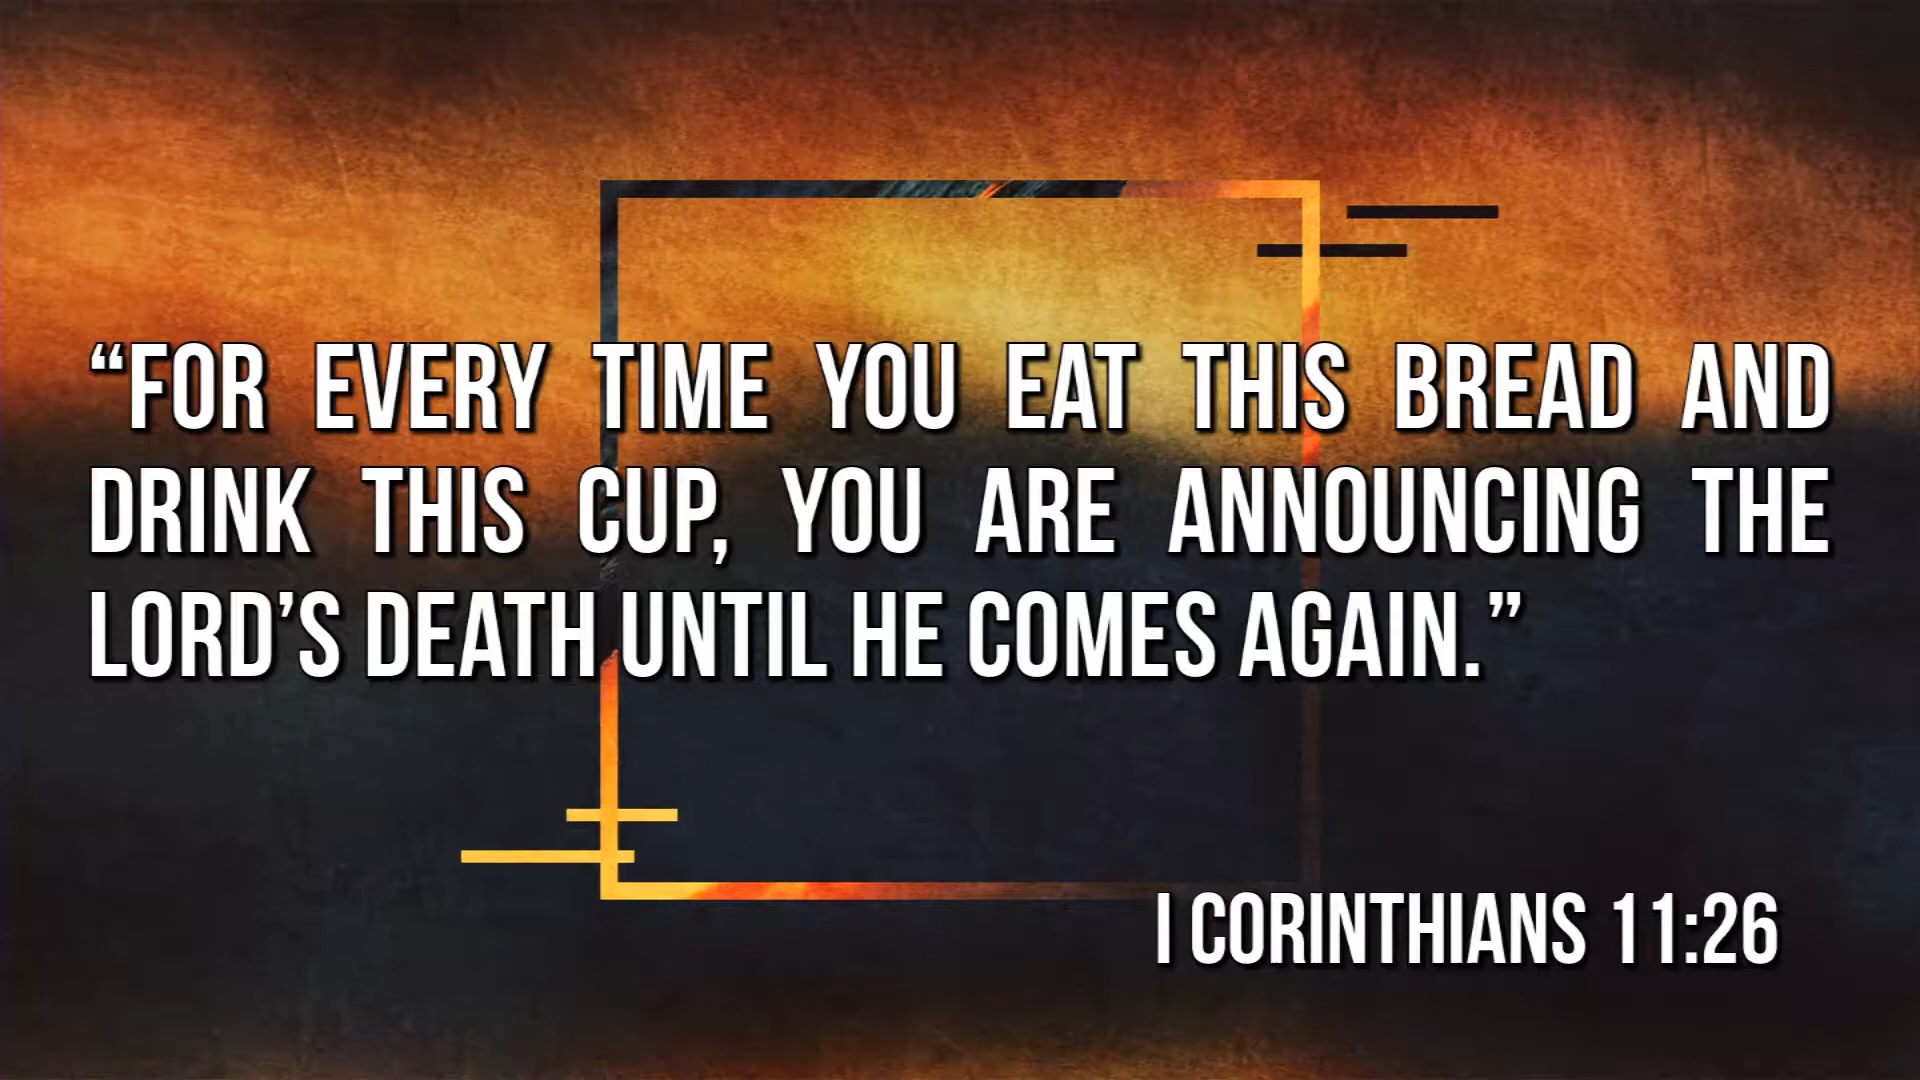 “FOR EVERY TIME YOU EAT THIS BREAD AND
DRINK THIS CUP, YOU ARE ANNOUNCING THE
LORD’S DEATH UNTIL HE COMES AGAIN.”
I CORINTHIANS 11:26